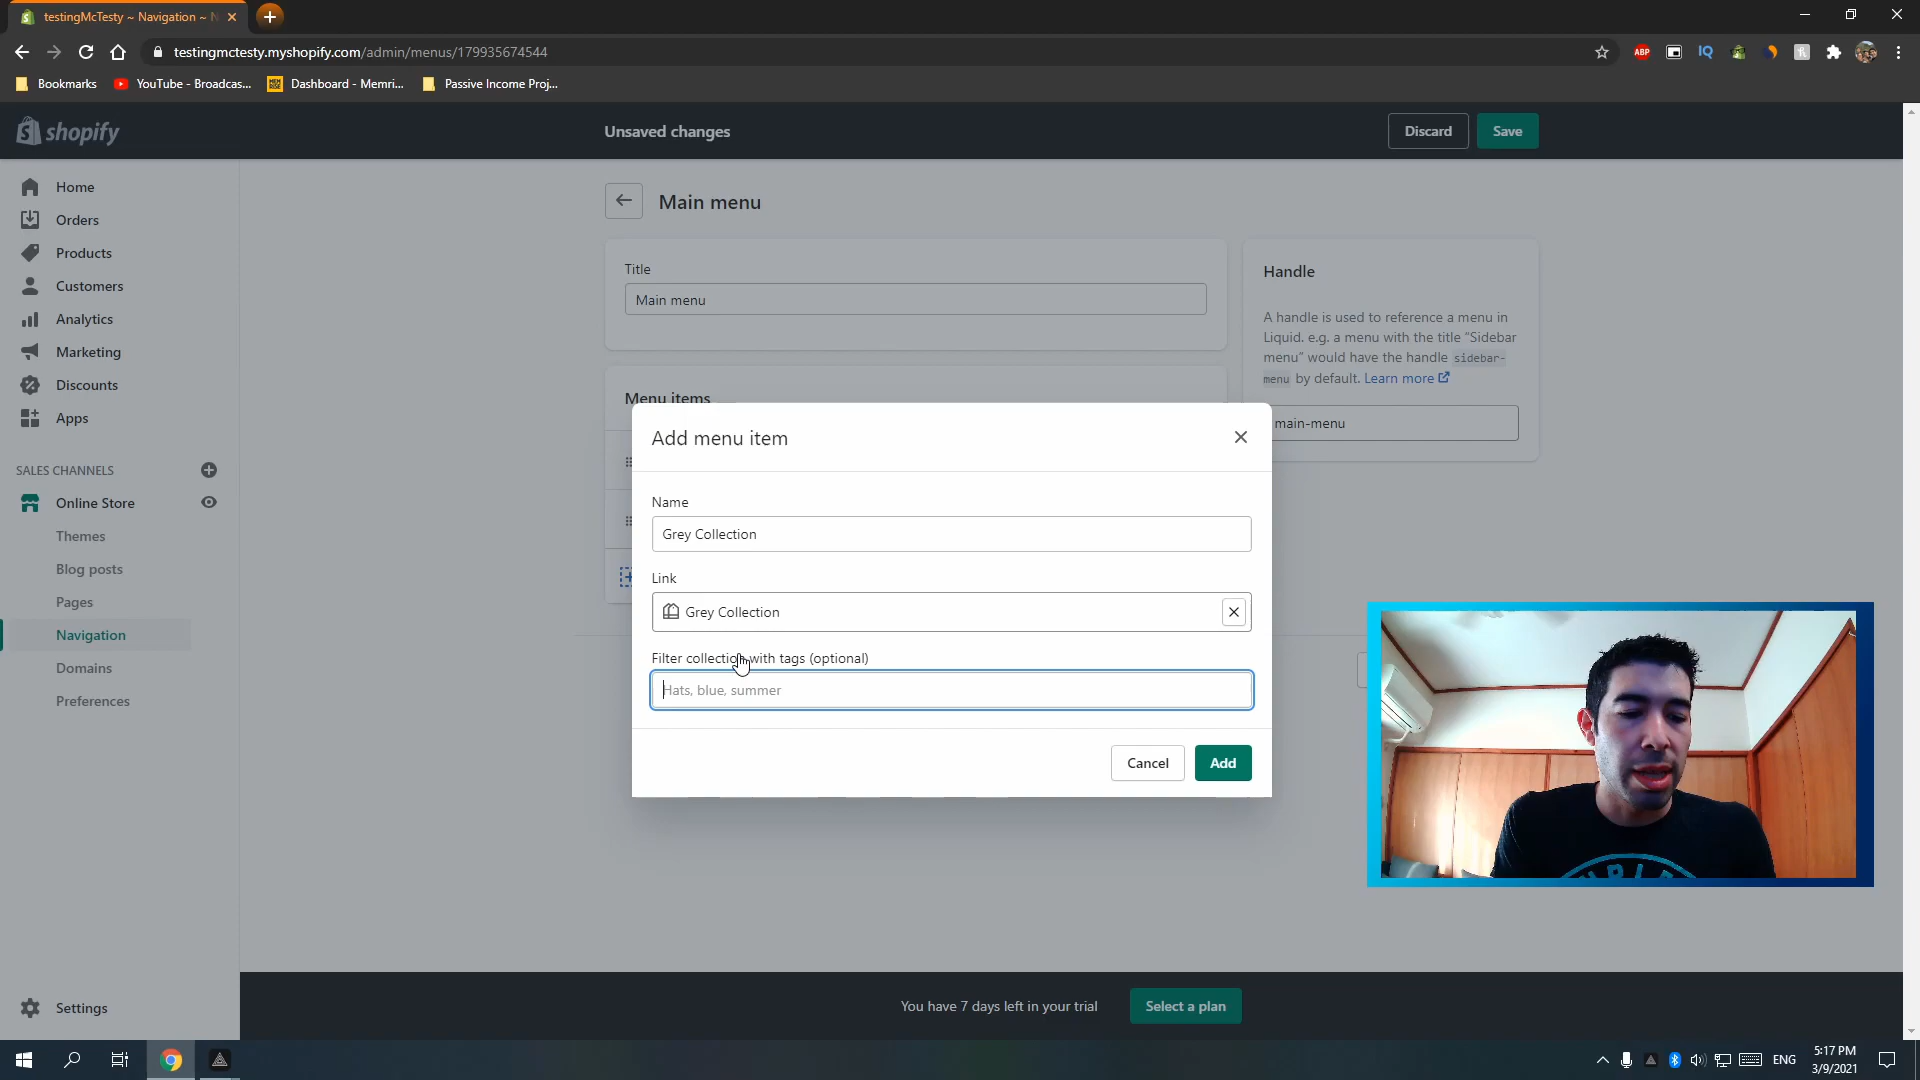 testingMcTesty ~ Navigation ~
testingmctesty.myshopify.com/admin/menus/179935674544
ABP
IQ
Bookmarks
YouTube - Broadcas...
Dashboard - Memri...
Passive Income Proj...
shopify
Unsaved changes
Discard
Save
Home
Orders
Products
Customers
Analytics
Marketing
Discounts
Apps
SALES CHANNELS
Online Store
Themes
Blog posts
Pages
Navigation
Domains
Preferences
Settings
Main menu
Title
Main menu
Menu items
Handle
A handle is used to reference a menu in
Liquid. e.g. a menu with the title “Sidebar
menu” would have the handle sidebar-
menu by default. Learn more
main-menu
Add menu item
Name
Grey Collection
Link
Grey Collection
Filter collection with tags (optional)
Hats, blue, summer
Cancel
Add
You have 7 days left in your trial
Select a plan
ENG
5:17 PM
3/9/2021